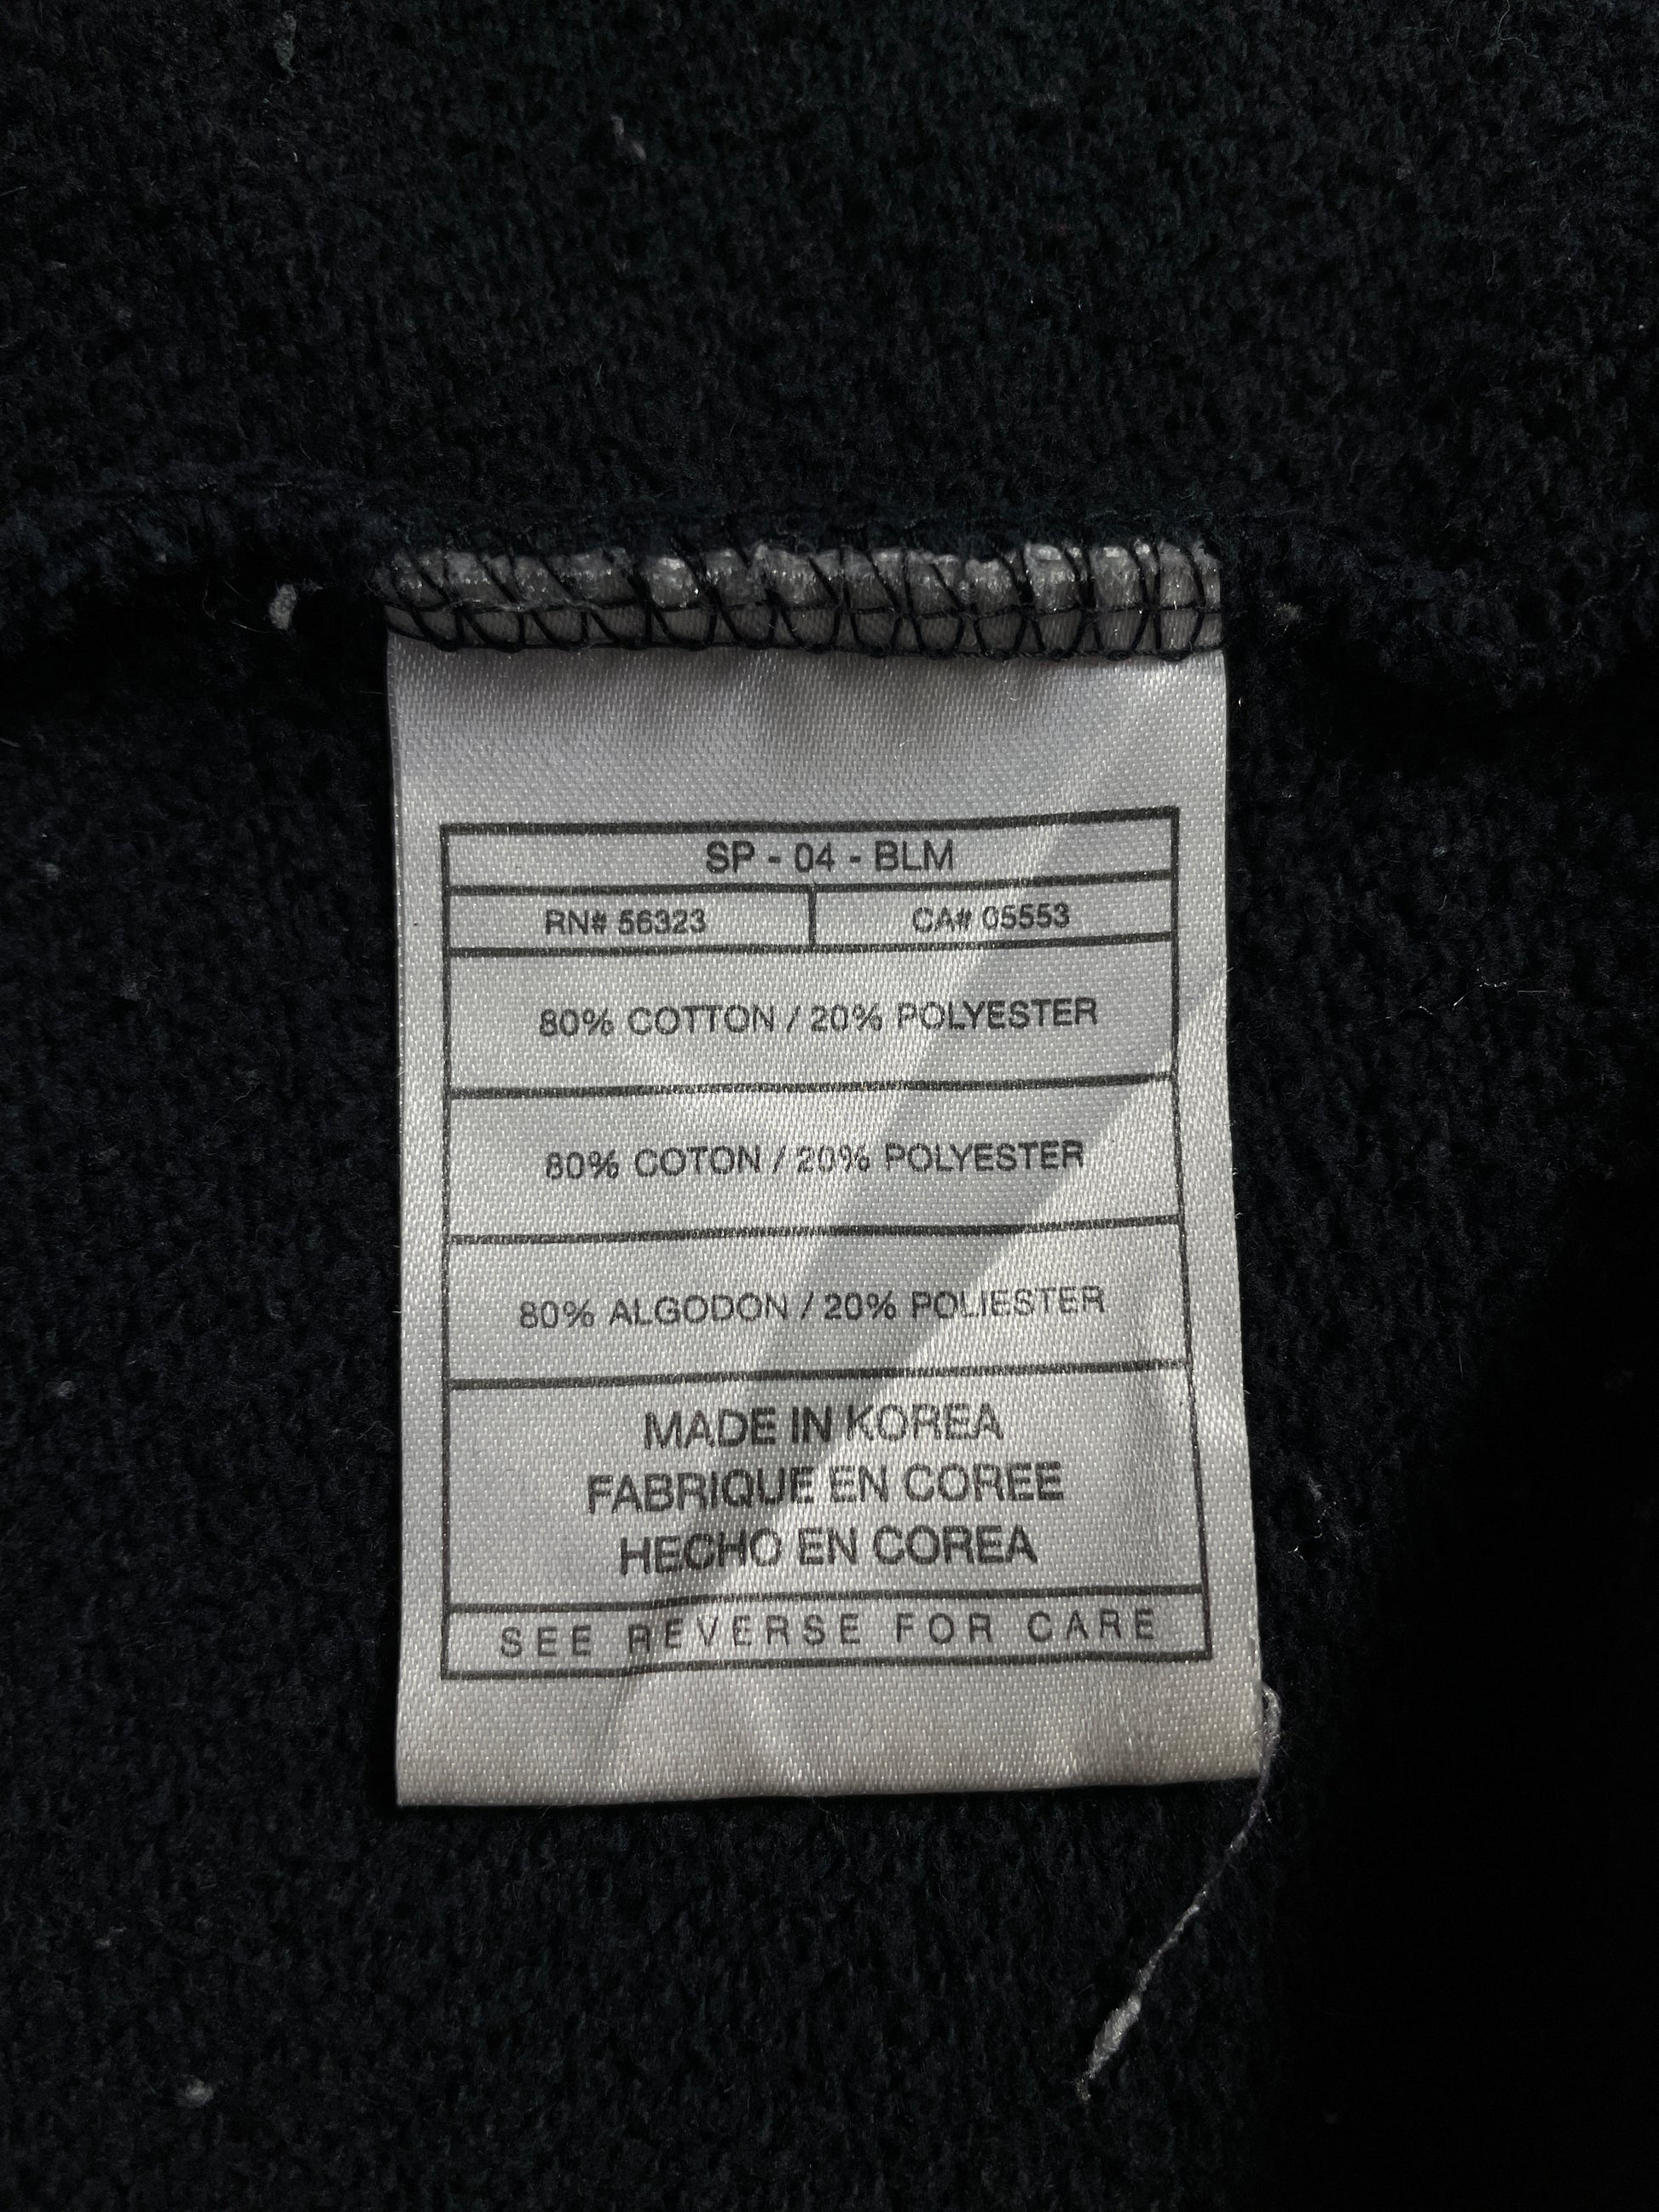 SP - 04 - BLM
RN# 56323 CA# 05553
80% COTTON / 20% POLYESTER
80% COTON / 20% POLYESTER
80% ALGODON / 20% POLIESTER
MADE IN KOREA
FABRIQUE EN COREE
HECHO EN COREA
SEE REVERSE FOR CARE